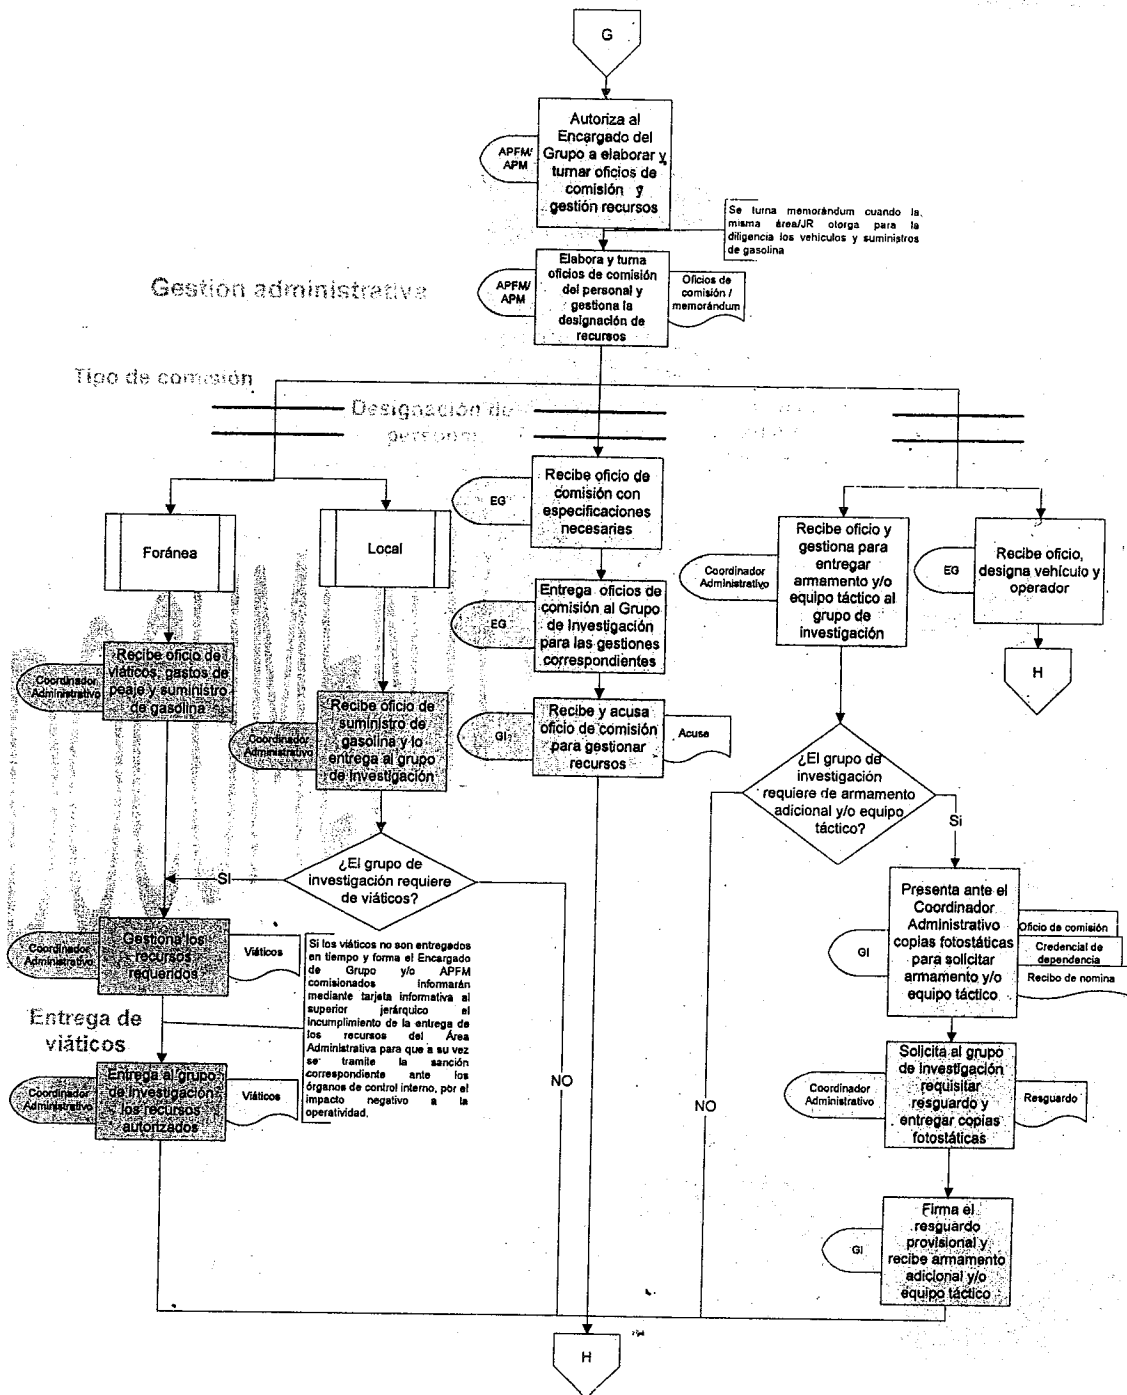 G
Autoriza al
Encargado del
Grupo a elaborar y
turnar oficios de
comisión y
gestión recursos
APFM/
APM
Se turna memorándum cuando la
misma área/JR otorga para la
diligencia los vehículos y suministros
de gasolina
Gestion administrativa
Elabora y turna
oficios de comisión
del personal y
gestiona la
designación de
recursos
APFM/
APM
Oficios de
comisión /
memorándum
Tipo de comisión
Designación de
personal
Foránea
Local
Recibe oficio de
comisión con
especificaciones
necesarias
EG
Recibe oficio y
gestiona para
entregar
armamento y/o
equipo táctico al
grupo de
investigación
Coordinador
Administrativo
Recibe oficio,
designa vehículo y
operador
EG
H
Entrega oficios de
comisión al Grupo
de Investigación
para las gestiones
correspondientes
EG
Recibe oficio de
viáticos, gastos de
peaje y suministro
de gasolina
Coordinador
Administrativo
Recibe oficio de
suministro de
gasolina y lo
entrega al grupo
de investigación
Coordinador
Administrativo
Recibe y acusa
oficio de comisión
para gestionar
recursos
GI
Acuse
¿El grupo de
investigación
requiere de armamento
adicional y/o equipo
táctico?
Si
NO
¿El grupo de
investigación requiere
de viáticos?
SI
NO
Gestiona los
recursos
requeridos
Coordinador
Administrativo
Viáticos
Si los viáticos no son entregados
en tiempo y forma el Encargado
de Grupo y/o APFM
comisionados informarán
mediante tarjeta informativa al
superior jerárquico el
incumplimiento de la entrega de
los recursos del Área
Administrativa para que a su vez
se tramite la sanción
correspondiente ante los
órganos de control interno, por el
impacto negativo a la
operatividad.
Presenta ante el
Coordinador
Administrativo
copias fotostáticas
para solicitar
armamento y/o
equipo táctico
GI
Oficio de comisión
Credencial de
dependencia
Recibo de nomina
Entrega de
viáticos
Entrega al grupo
de investigación
los recursos
autorizados
Coordinador
Administrativo
Viáticos
Solicita al grupo
de investigación
requisitar
resguardo y
entregar copias
fotostáticas
Coordinador
Administrativo
Resguardo
Firma el
resguardo
provisional y
recibe armamento
adicional y/o
equipo táctico
GI
H